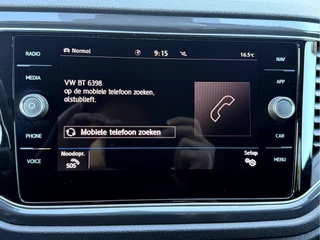 RADIO
MEDIA
PHONE
VOICE
Normal
9:15
16.5°C
VW BT 6398
op de mobiele telefoon zoeken,
alstublieft.
Mobiele telefoon zoeken
Noodopr.
SOS
Setup
NAV
APP
CAR
MENU